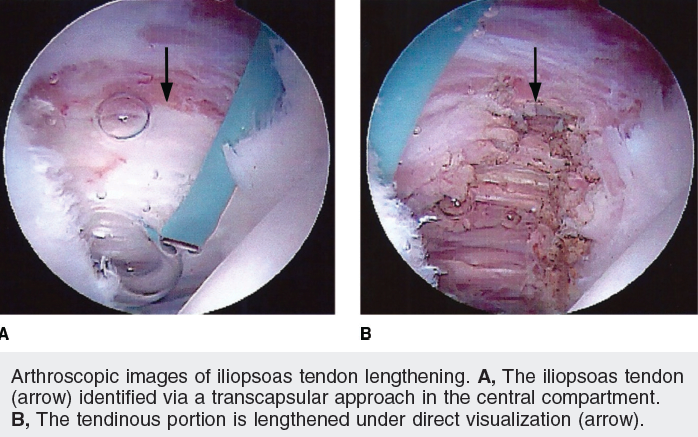 A
B
Arthroscopic images of iliopsoas tendon lengthening. A, The iliopsoas tendon
(arrow) identified via a transcapsular approach in the central compartment.
B, The tendinous portion is lengthened under direct visualization (arrow).